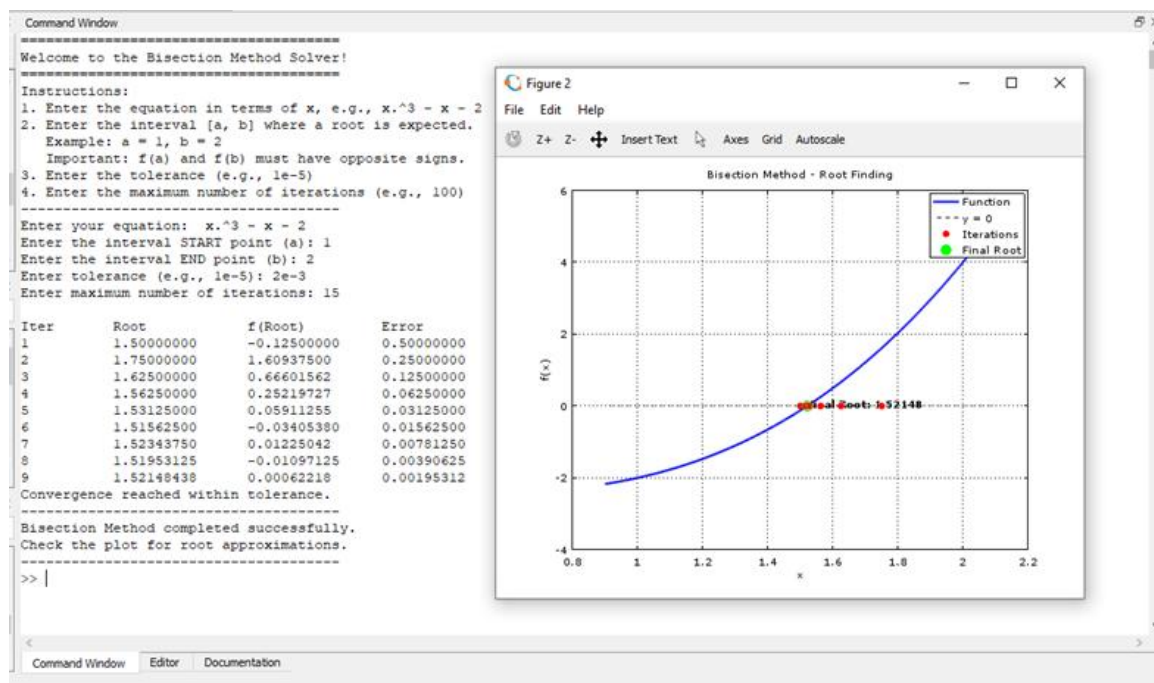 Command Window
========================================
Welcome to the Bisection Method Solver!
========================================
Instructions:
1. Enter the equation in terms of x, e.g., x.^3 - x - 2
2. Enter the interval [a, b] where a root is expected.
Example: a = 1, b = 2
Important: f(a) and f(b) must have opposite signs.
3. Enter the tolerance (e.g., 1e-5)
4. Enter the maximum number of iterations (e.g., 100)
----------------------------------------
Enter your equation: x.^3 - x - 2
Enter the interval START point (a): 1
Enter the interval END point (b): 2
Enter tolerance (e.g., 1e-5): 2e-3
Enter maximum number of iterations: 15
Iter Root f(Root) Error
1 1.50000000 -0.12500000 0.50000000
2 1.75000000 1.60937500 0.25000000
3 1.62500000 0.66601562 0.12500000
4 1.56250000 0.25219727 0.06250000
5 1.53125000 0.05911255 0.03125000
6 1.51562500 -0.03405380 0.01562500
7 1.52343750 0.01225042 0.00781250
8 1.51953125 -0.01097125 0.00390625
9 1.52148438 0.00062218 0.00195312
Convergence reached within tolerance.
----------------------------------------
Bisection Method completed successfully.
Check the plot for root approximations.
----------------------------------------
>>
Figure 2
File Edit Help
Z+ Z- Insert Text Axes Grid Autoscale
Bisection Method - Root Finding
Function
y = 0
Iterations
Final Root
6
4
2
0
-2
-4
f(x)
Root: 1.52148
0.8 1 1.2 1.4 1.6 1.8 2 2.2
x
Command Window Editor Documentation